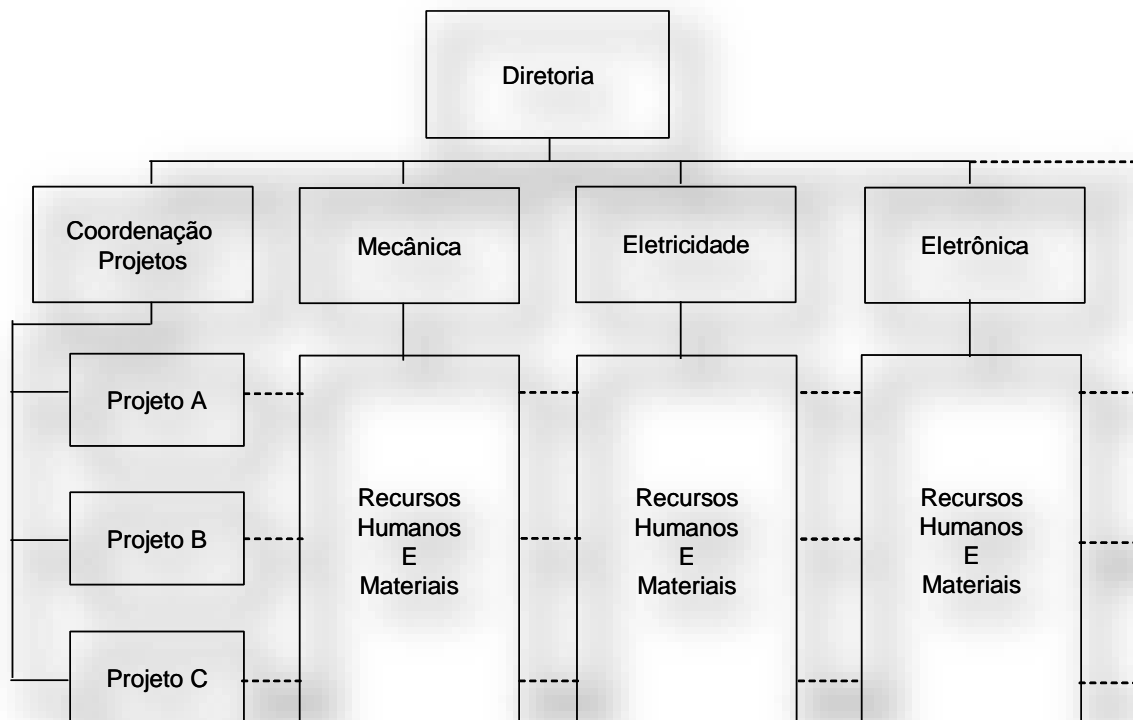 Diretoria
Coordenação
Projetos
Mecânica
Eletricidade
Eletrônica
Projeto A
Projeto B
Projeto C
Recursos
Humanos
E
Materiais
Recursos
Humanos
E
Materiais
Recursos
Humanos
E
Materiais